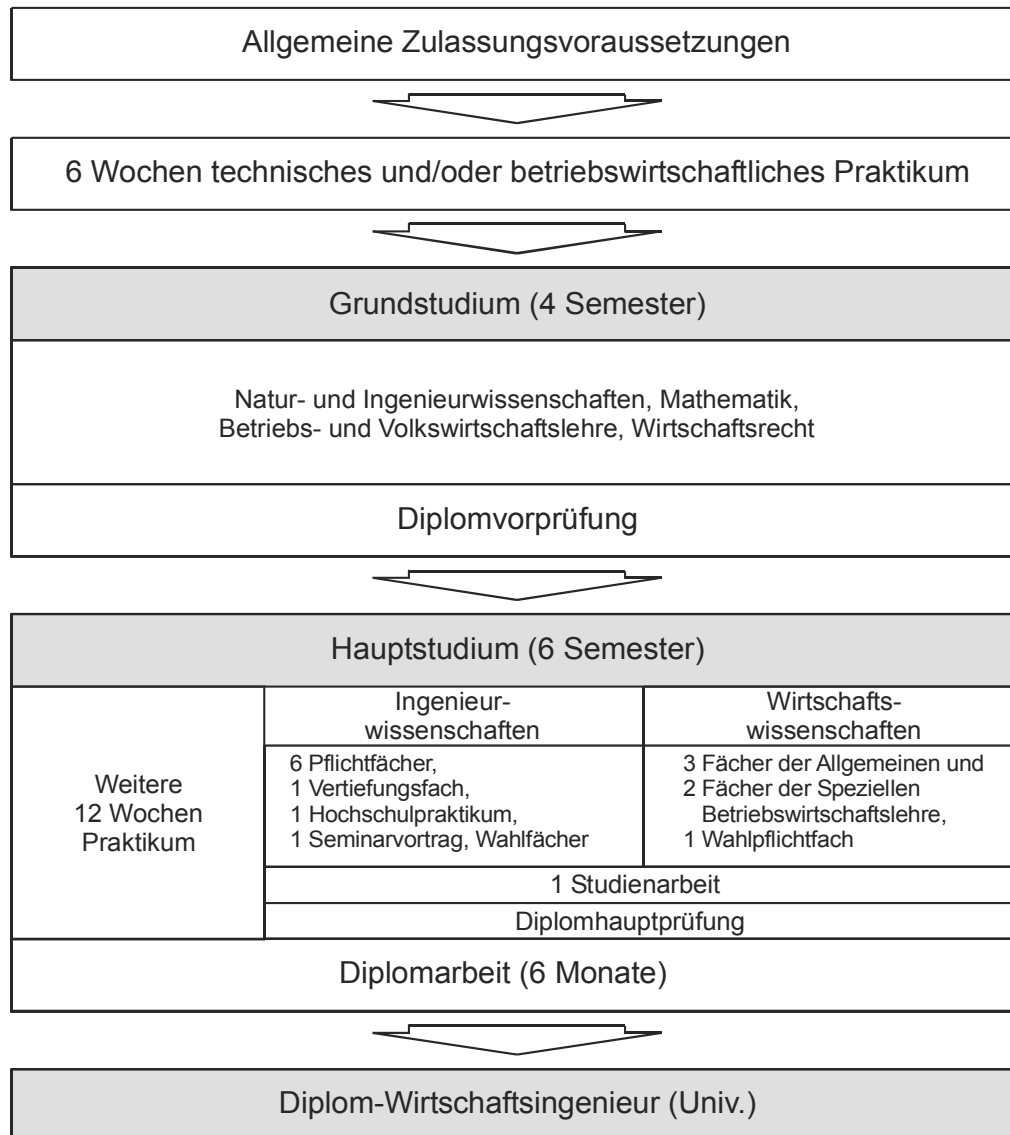 Allgemeine Zulassungsvoraussetzungen
6 Wochen technisches und/oder betriebswirtschaftliches Praktikum
Grundstudium (4 Semester)
Natur- und Ingenieurwissenschaften, Mathematik,
Betriebs- und Volkswirtschaftslehre, Wirtschaftsrecht
Diplomvorprüfung
Hauptstudium (6 Semester)
Weitere
12 Wochen
Praktikum
Ingenieur-
wissenschaften
6 Pflichtfächer,
1 Vertiefungsfach,
1 Hochschulpraktikum,
1 Seminarvortrag, Wahlfächer
Wirtschafts-
wissenschaften
3 Fächer der Allgemeinen und
2 Fächer der Speziellen
Betriebswirtschaftslehre,
1 Wahlpflichtfach
1 Studienarbeit
Diplomhauptprüfung
Diplomarbeit (6 Monate)
Diplom-Wirtschaftsingenieur (Univ.)